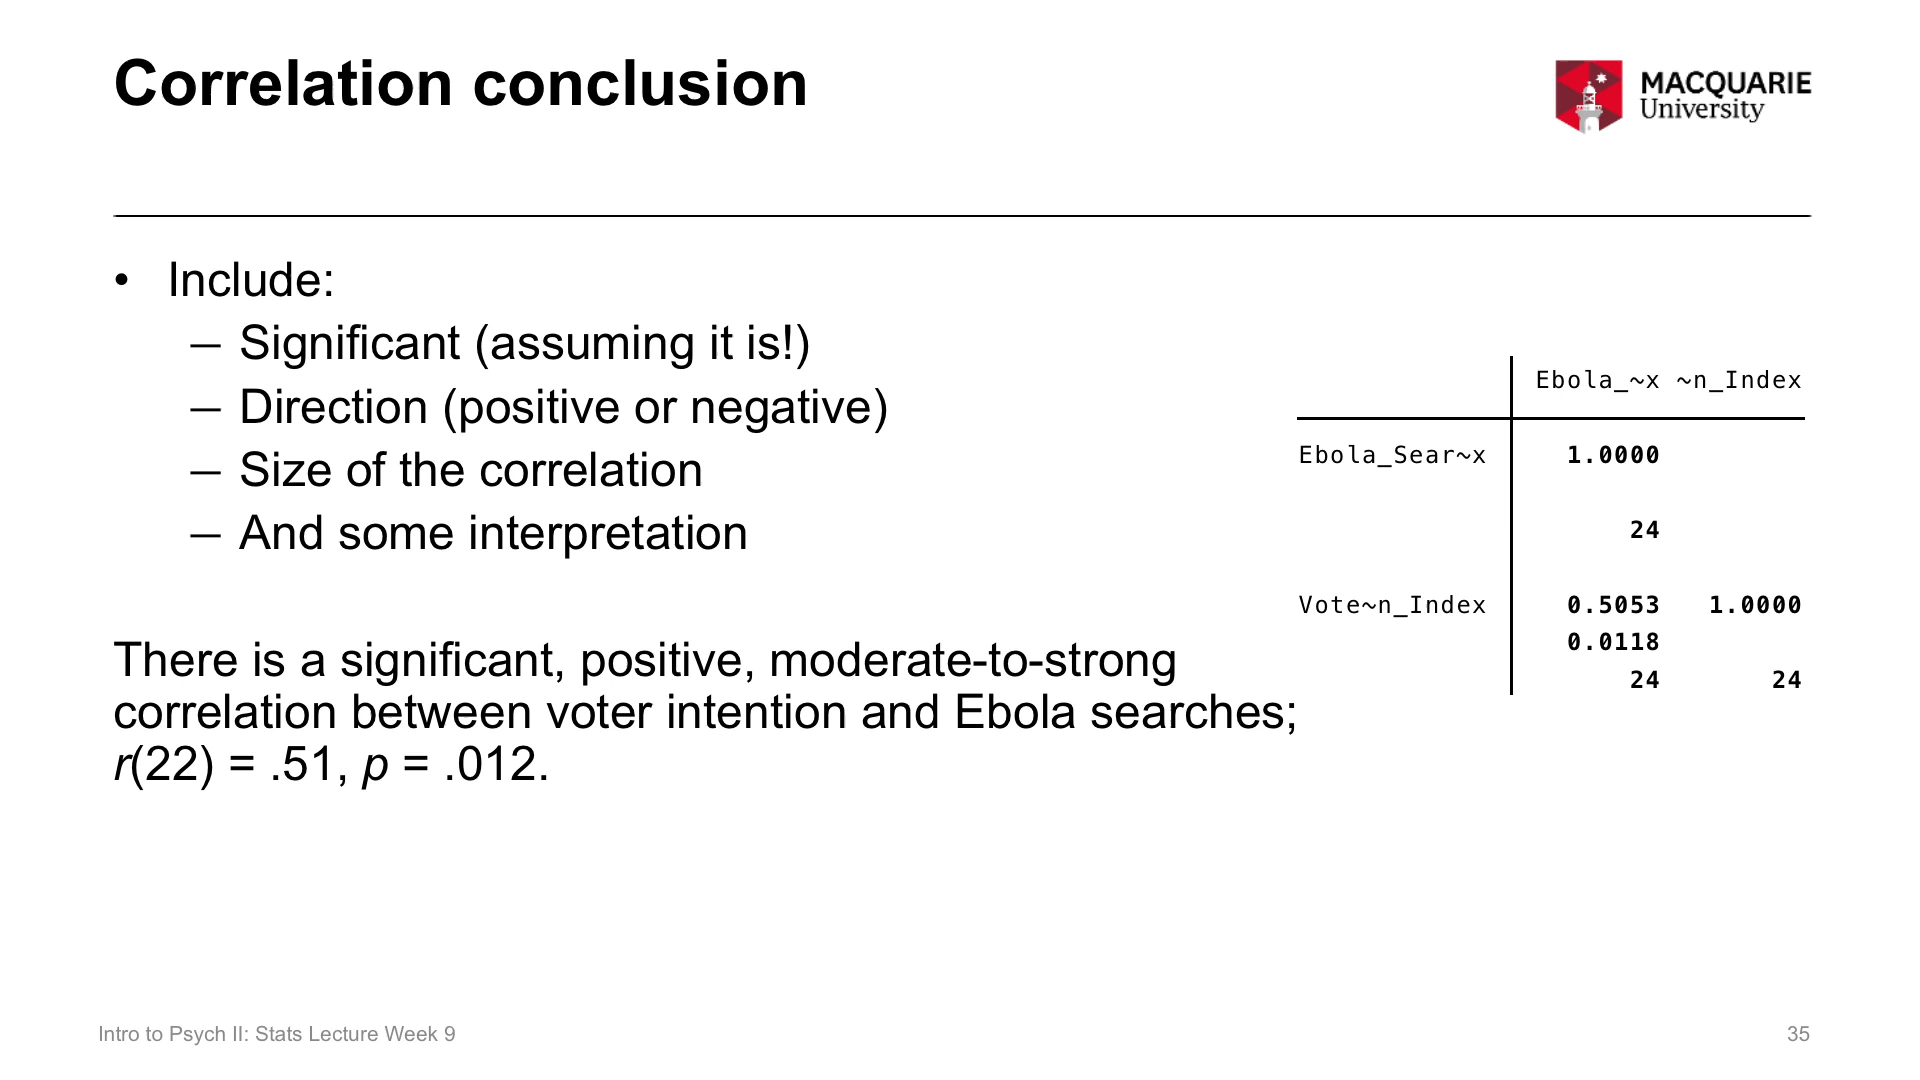 Correlation conclusion
MACQUARIE
University
• Include:
– Significant (assuming it is!)
– Direction (positive or negative)
– Size of the correlation
– And some interpretation
There is a significant, positive, moderate-to-strong
correlation between voter intention and Ebola searches;
r(22) = .51, p = .012.
Ebola_~x ~n_Index
Ebola_Sear~x 1.0000
24
Vote~n_Index 0.5053 1.0000
0.0118
24 24
Intro to Psych II: Stats Lecture Week 9
35